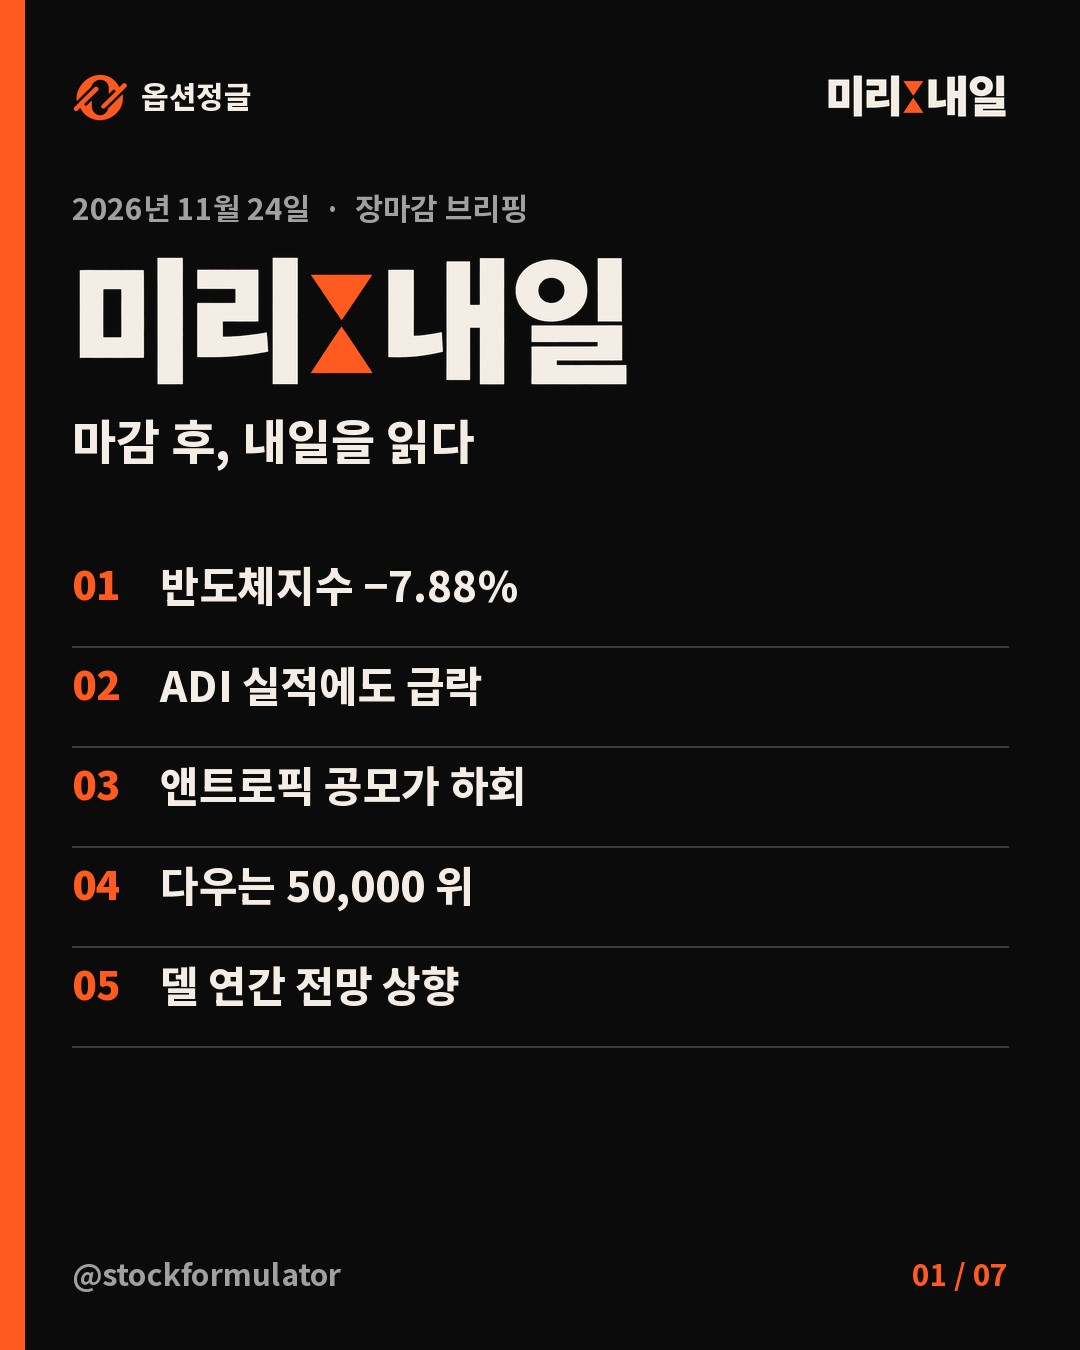 옵션정글
미리 내일
2026년 11월 24일 · 장마감 브리핑
미리 내일
마감 후, 내일을 읽다
01 반도체지수 −7.88%
02 ADI 실적에도 급락
03 앤트로픽 공모가 하회
04 다우는 50,000 위
05 델 연간 전망 상향
@stockformulator
01 / 07